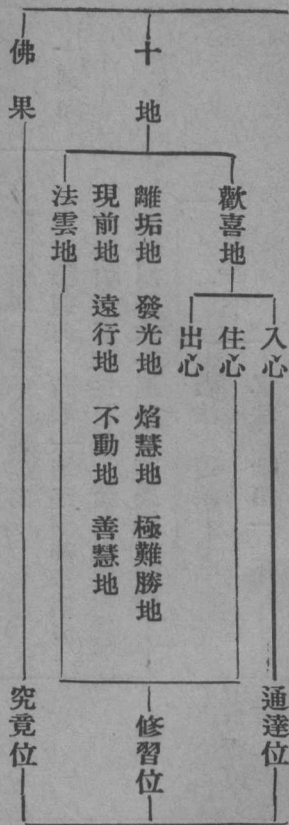 入心
通達位
歡喜地
住心
出心
十地
離垢地 發光地 焰慧地 極難勝地
現前地 遠行地 不動地 善慧地
法雲地
修習位
佛果
究竟位